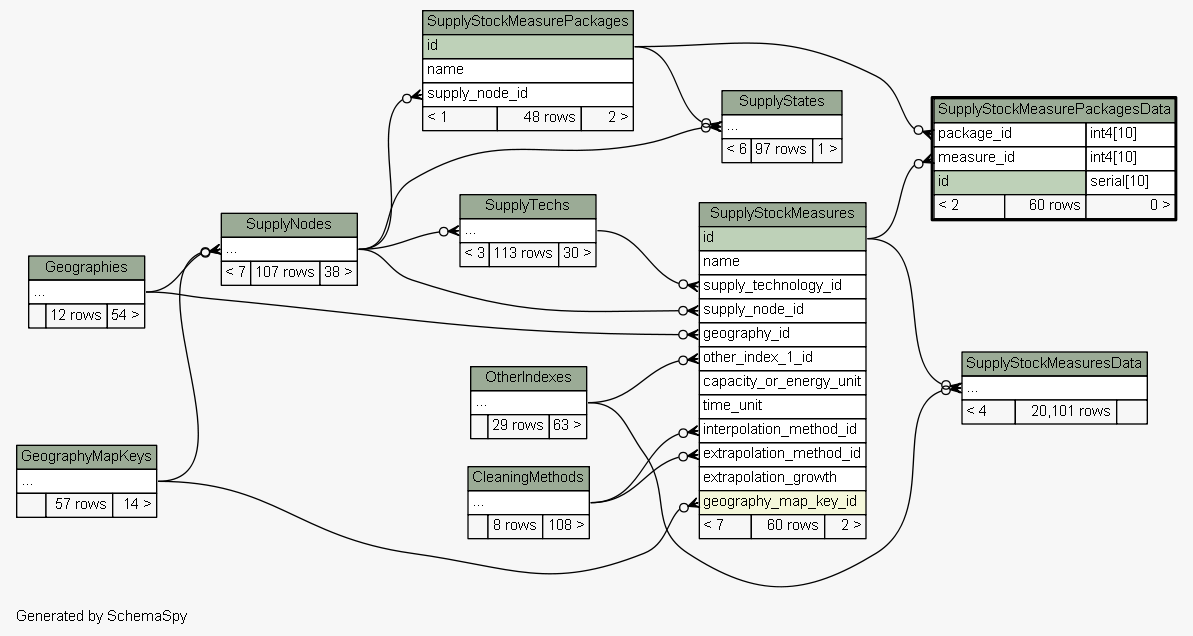 SupplyStockMeasurePackages
id
name
supply_node_id
< 1 48 rows 2 >
SupplyStates
...
< 6 97 rows 1 >
SupplyStockMeasurePackagesData
package_id int4[10]
measure_id int4[10]
id serial[10]
< 2 60 rows 0 >
SupplyTechs
...
< 3 113 rows 30 >
SupplyNodes
...
< 7 107 rows 38 >
Geographies
...
12 rows 54 >
SupplyStockMeasures
id
name
supply_technology_id
supply_node_id
geography_id
other_index_1_id
capacity_or_energy_unit
time_unit
interpolation_method_id
extrapolation_method_id
extrapolation_growth
geography_map_key_id
< 7 60 rows 2 >
OtherIndexes
...
29 rows 63 >
SupplyStockMeasuresData
...
< 4 20,101 rows
GeographyMapKeys
...
57 rows 14 >
CleaningMethods
...
8 rows 108 >
Generated by SchemaSpy